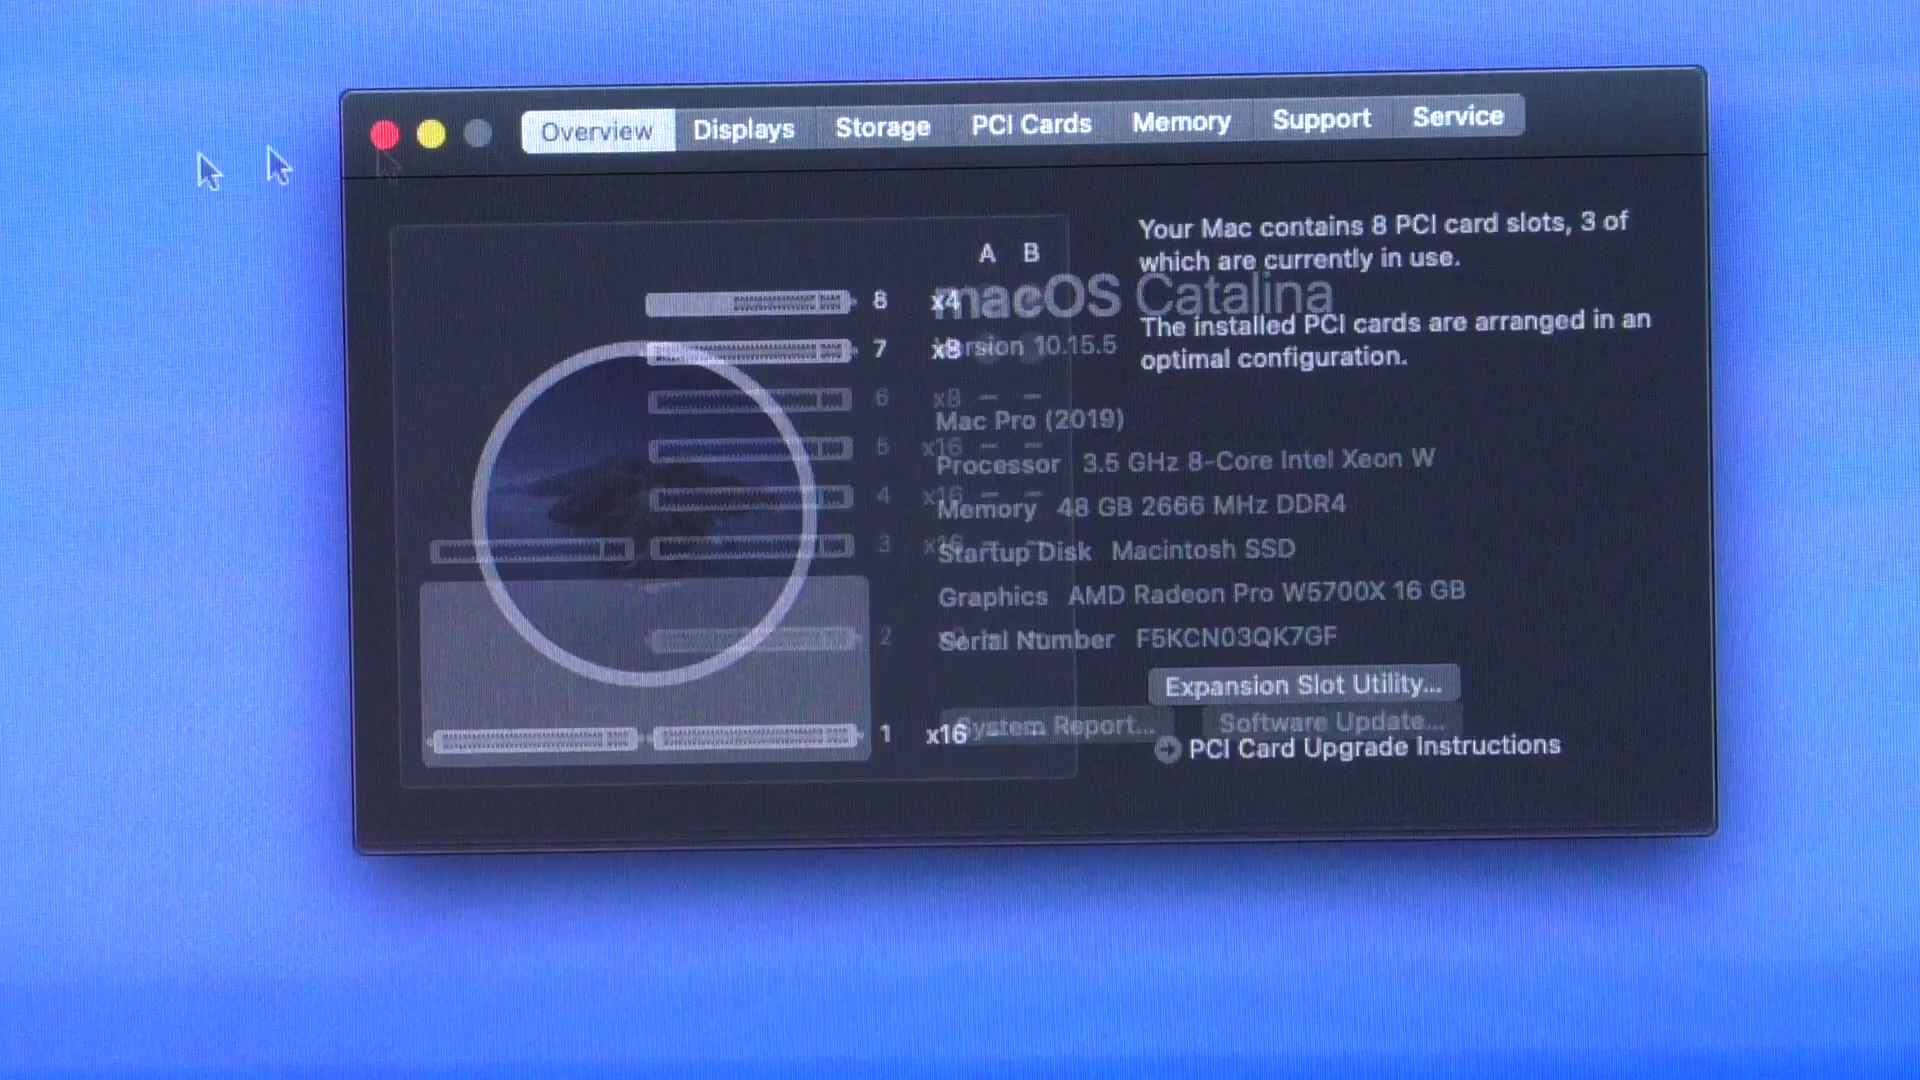 Overview Displays Storage PCI Cards Memory Support Service
A B
8 x4
7 x8
6 x8 – –
5 x16 – –
4 x16 – –
3 x16 – –
2
1 x16
Your Mac contains 8 PCI card slots, 3 of
which are currently in use.
The installed PCI cards are arranged in an
optimal configuration.
Expansion Slot Utility...
PCI Card Upgrade Instructions
macOS Catalina
rsion 10.15.5
Mac Pro (2019)
Processor 3.5 GHz 8-Core Intel Xeon W
Memory 48 GB 2666 MHz DDR4
Startup Disk Macintosh SSD
Graphics AMD Radeon Pro W5700X 16 GB
Serial Number F5KCN03QK7GF
System Report... Software Update...